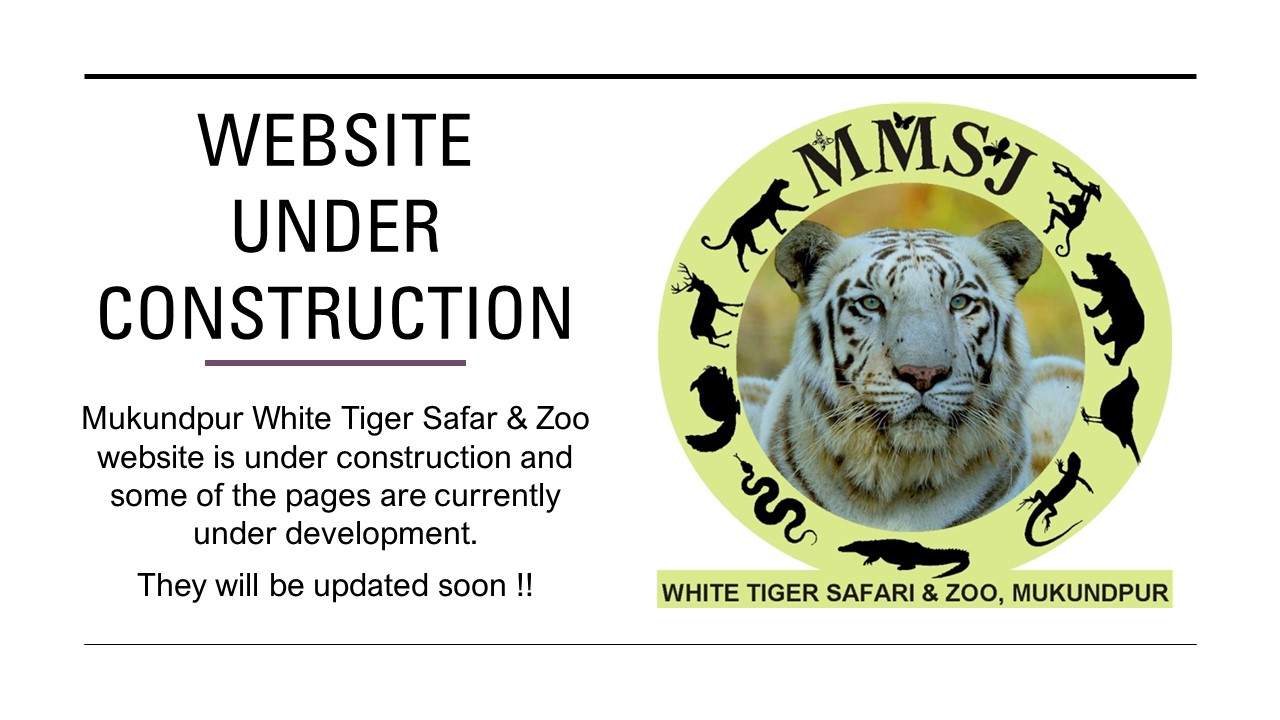 WEBSITE
UNDER
CONSTRUCTION
Mukundpur White Tiger Safar & Zoo
website is under construction and
some of the pages are currently
under development.
They will be updated soon !!
MMSJ
WHITE TIGER SAFARI & ZOO, MUKUNDPUR